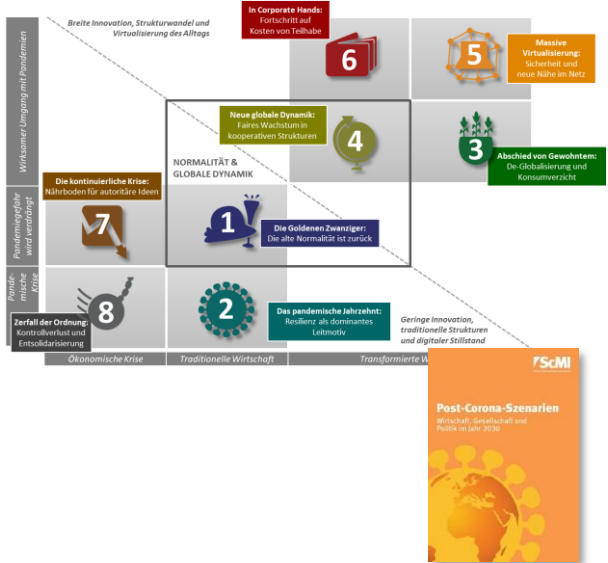 Breite Innovation, Strukturwandel und
Virtualisierung des Alltags
In Corporate Hands:
Fortschritt auf
Kosten von Teilhabe
6
5
Massive
Virtualisierung:
Sicherheit und
neue Nähe im Netz
Wirksamer Umgang mit Pandemien
Neue globale Dynamik:
Faires Wachstum in
kooperativen Strukturen
4
3
Abschied von Gewohntem:
De-Globalisierung und
Konsumverzicht
NORMALITÄT &
GLOBALE DYNAMIK
Pandemiegefahr
wird verdrängt
Die kontinuierliche Krise:
Nährboden für autoritäre Ideen
7
1
Die Goldenen Zwanziger:
Die alte Normalität ist zurück
Pande-
mische
Krise
8
Zerfall der Ordnung:
Kontrollverlust und
Entsolidarisierung
2
Das pandemische Jahrzehnt:
Resilienz als dominantes
Leitmotiv
Geringe Innovation,
traditionelle Strukturen
und digitaler Stillstand
Ökonomische Krise
Traditionelle Wirtschaft
Transformierte W
ScMI
Post-Corona-Szenarien
Wirtschaft, Gesellschaft und
Politik im Jahr 2030